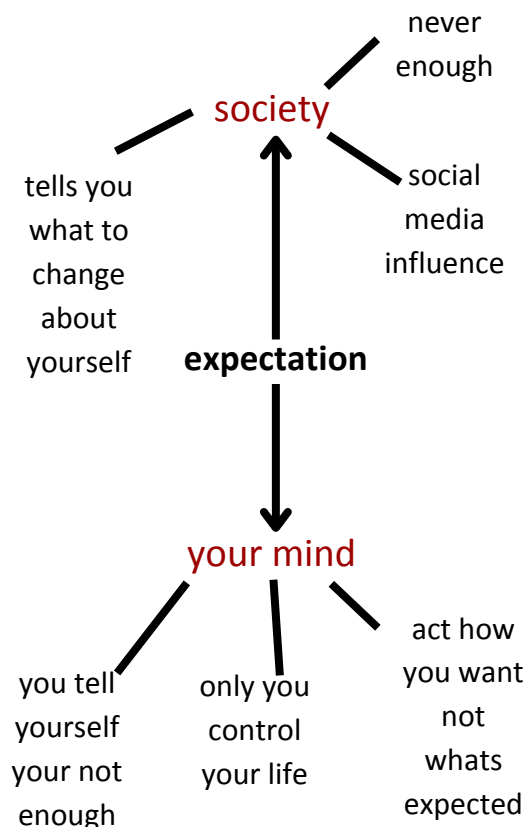 never
enough
society
tells you
what to
change
about
yourself
social
media
influence
expectation
your mind
you tell
yourself
your not
enough
only you
control
your life
act how
you want
not
whats
expected